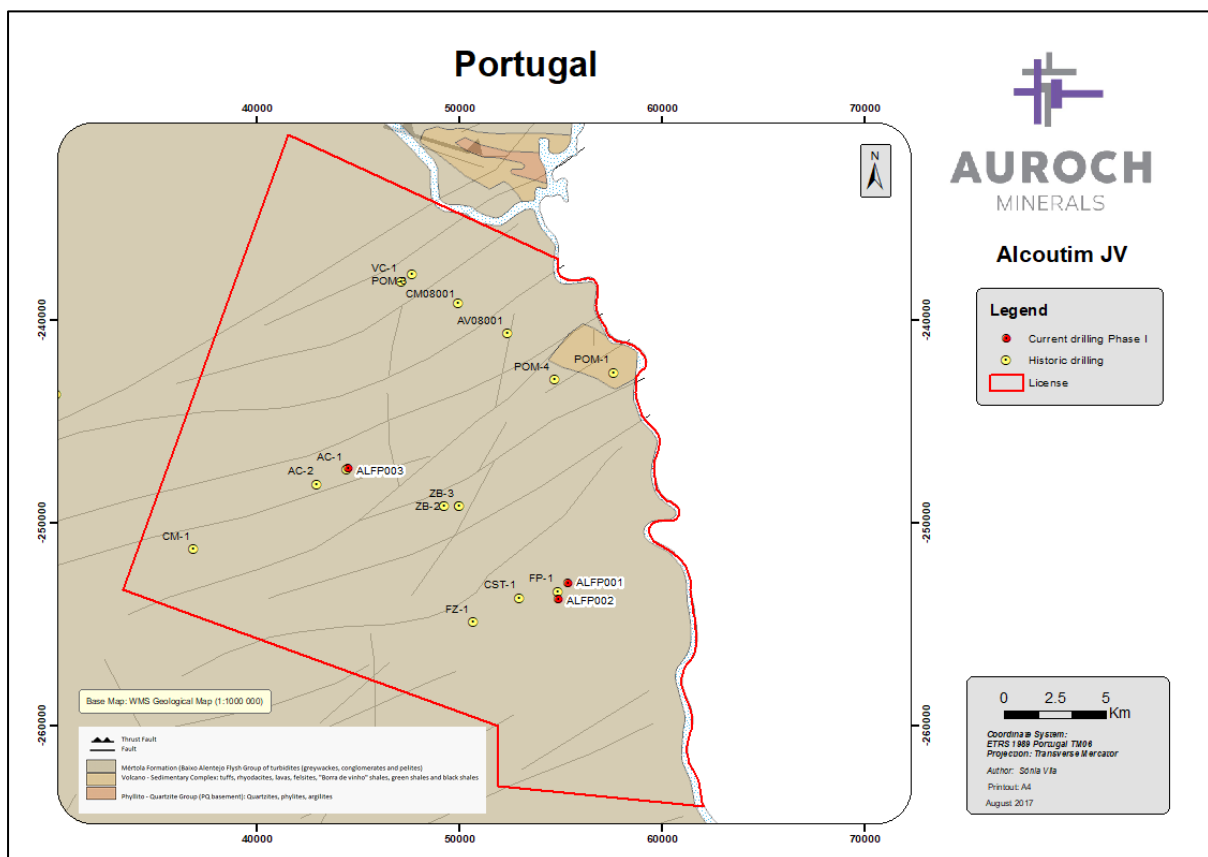 Portugal
AUROCH
MINERALS
Alcoutim JV
40000
50000
60000
70000
N
-240000
-240000
-250000
-250000
-260000
-260000
VC-1
CM08001
AV08001
POM-1
POM-4
AC-1
ALFP003
AC-2
ZB-3
ZB-2
CM-1
FP-1
ALFP001
CST-1
ALFP002
FZ-1
Legend
Current drilling Phase I
Historic drilling
License
Base Map: WMS Geological Map (1:1000 000)
Thrust Fault
Fault
Mértola Formation (Baixo Alentejo Flysh Group of turbidites (greywackes, conglomerates and pelites)
Volcano - Sedimentary Complex: tuffs, rhyodacites, lavas, felsites, "Borra de vinho" shales, green shales and black shales
Phyllito - Quartzite Group (PQ basement): Quartzites, phylites, argilites
0 2.5 5
Km
Coordinate System:
ETRS 1989 Portugal TM06
Projection: Transverse Mercator
Author: Sónia Vila
Printout: A4
August 2017
40000
50000
60000
70000